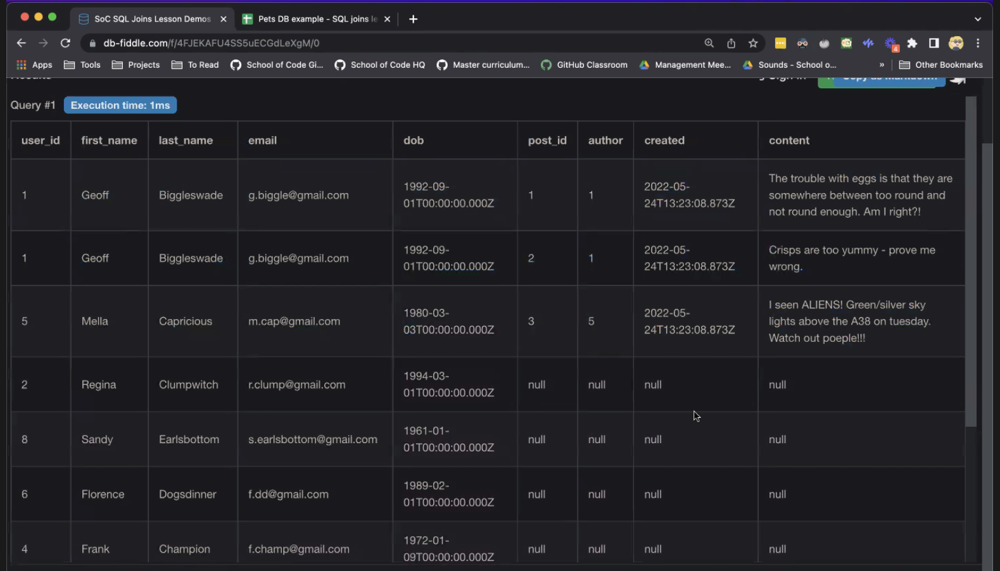 SoC SQL Joins Lesson Demos
Pets DB example - SQL joins le
db-fiddle.com/f/4FJEKAFU4SS5uECGdLeXgM/0
4
Apps Tools Projects To Read School of Code Gi... School of Code HQ Master curriculum... GitHub Classroom Management Mee... Sounds - School o... » Other Bookmarks
Results
Sign in Copy as Markdown
Query #1 Execution time: 1ms
user_id first_name last_name email dob post_id author created content
1 Geoff Biggleswade g.biggle@gmail.com 1992-09-01T00:00:00.000Z 1 1 2022-05-24T13:23:08.873Z The trouble with eggs is that they are somewhere between too round and not round enough. Am I right?!
1 Geoff Biggleswade g.biggle@gmail.com 1992-09-01T00:00:00.000Z 2 1 2022-05-24T13:23:08.873Z Crisps are too yummy - prove me wrong.
5 Mella Capricious m.cap@gmail.com 1980-03-03T00:00:00.000Z 3 5 2022-05-24T13:23:08.873Z I seen ALIENS! Green/silver sky lights above the A38 on tuesday. Watch out poeple!!!
2 Regina Clumpwitch r.clump@gmail.com 1994-03-01T00:00:00.000Z null null null null
8 Sandy Earlsbottom s.earlsbottom@gmail.com 1961-01-01T00:00:00.000Z null null null null
6 Florence Dogsdinner f.dd@gmail.com 1989-02-01T00:00:00.000Z null null null null
4 Frank Champion f.champ@gmail.com 1972-01-09T00:00:00.000Z null null null null